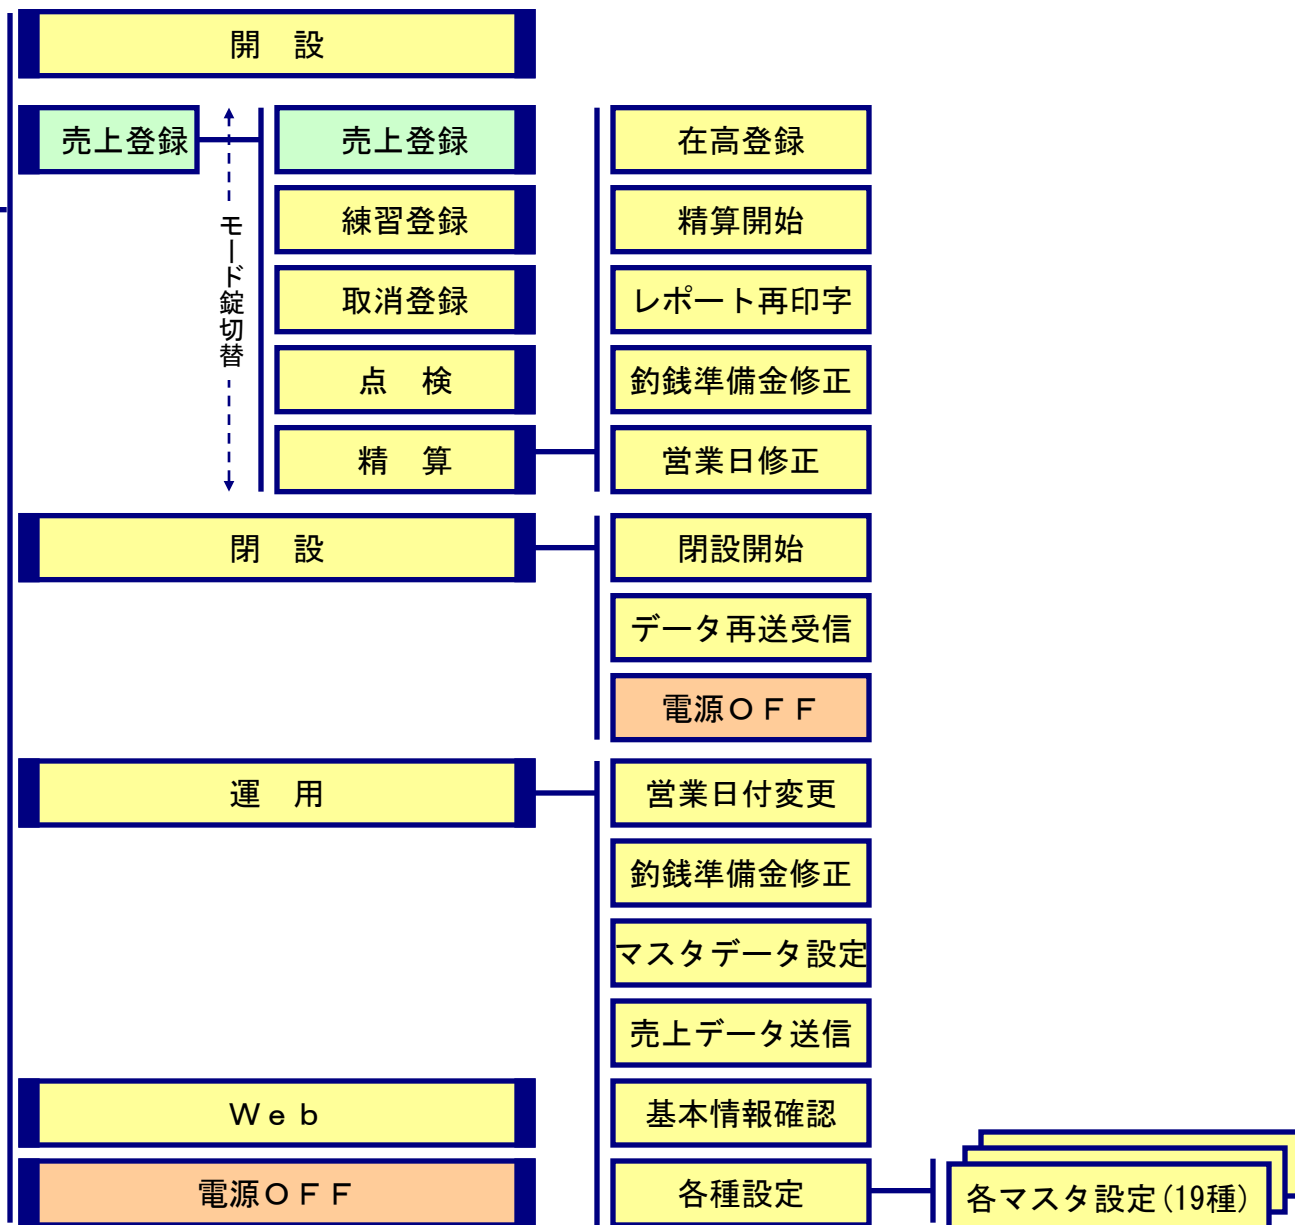 開　設
売上登録
モード錠切替
売上登録
練習登録
取消登録
点　検
精　算
在高登録
精算開始
レポート再印字
釣銭準備金修正
営業日修正
閉　設
閉設開始
データ再送受信
電源ＯＦＦ
運　用
営業日付変更
釣銭準備金修正
マスタデータ設定
売上データ送信
基本情報確認
各種設定
各マスタ設定(19種)
Ｗｅｂ
電源ＯＦＦ